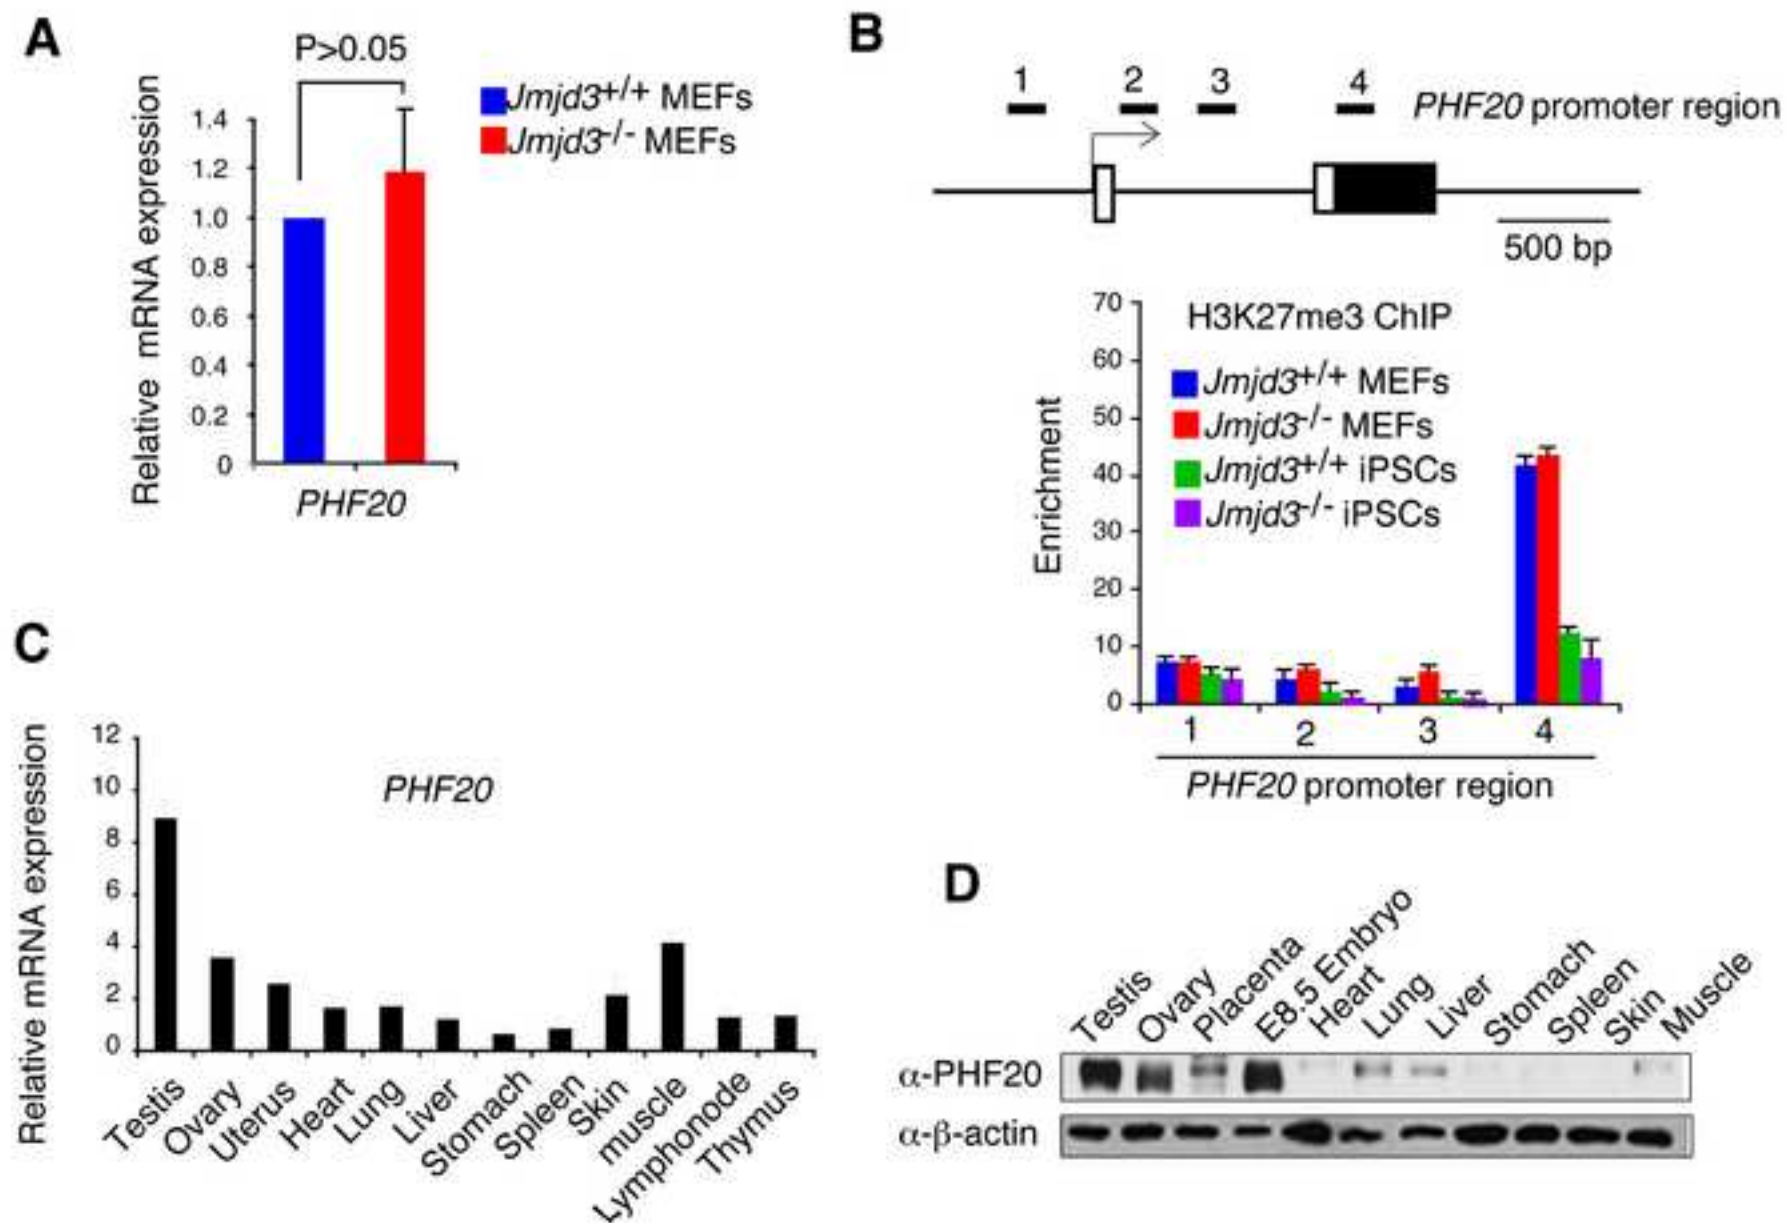 A
P>0.05
Jmjd3+/+ MEFs
Jmjd3-/- MEFs
Relative mRNA expression
1.4
1.2
1.0
0.8
0.6
0.4
0.2
0
PHF20
B
1 2 3 4 PHF20 promoter region
500 bp
H3K27me3 ChIP
Jmjd3+/+ MEFs
Jmjd3-/- MEFs
Jmjd3+/+ iPSCs
Jmjd3-/- iPSCs
Enrichment
70
60
50
40
30
20
10
0
1 2 3 4
PHF20 promoter region
C
PHF20
Relative mRNA expression
12
10
8
6
4
2
0
Testis Ovary Uterus Heart Lung Liver Stomach Spleen Skin muscle Lymphonode Thymus
D
Testis Ovary Placenta E8.5 Embryo Heart Lung Liver Stomach Spleen Skin Muscle
α-PHF20
α-β-actin